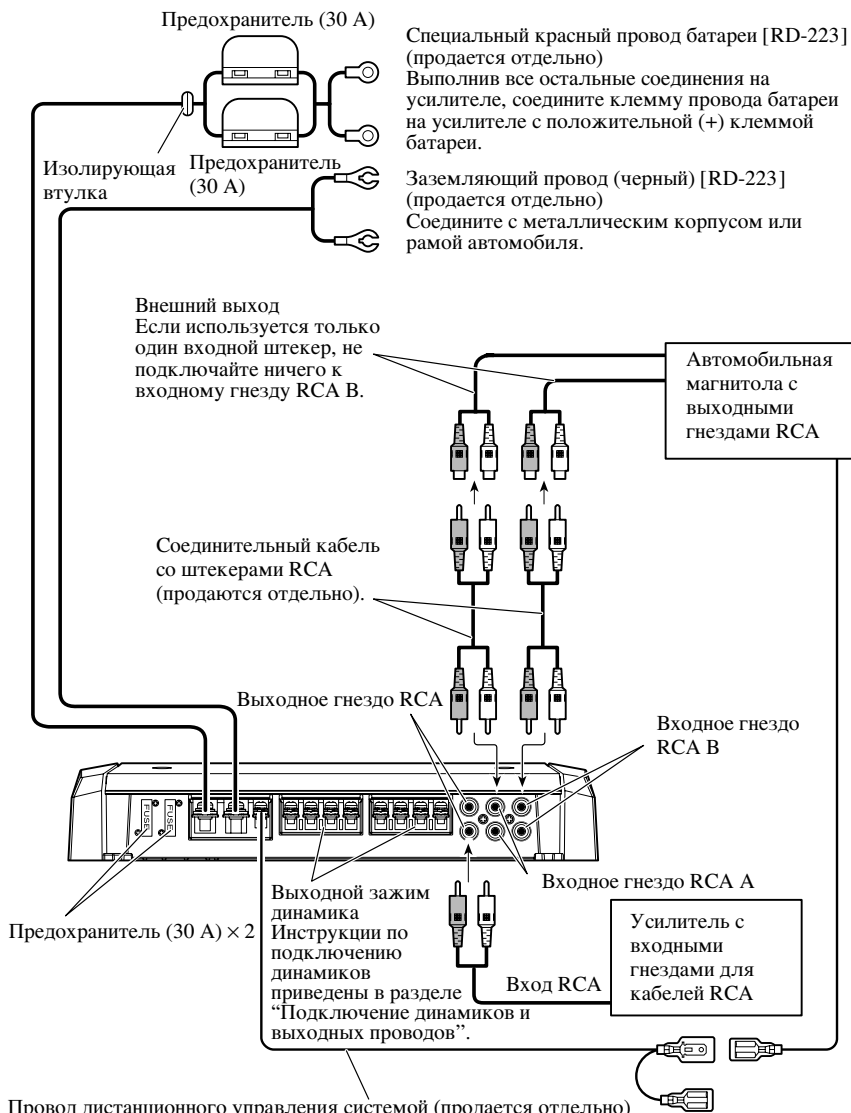 Предохранитель (30 А)
Специальный красный провод батареи [RD-223]
(продается отдельно)
Выполнив все остальные соединения на
усилителе, соедините клемму провода батареи
на усилителе с положительной (+) клеммой
батареи.
Изолирующая
втулка
Предохранитель
(30 А)
Заземляющий провод (черный) [RD-223]
(продается отдельно)
Соедините с металлическим корпусом или
рамой автомобиля.
Внешний выход
Если используется только
один входной штекер, не
подключайте ничего к
входному гнезду RCA B.
Автомобильная
магнитола с
выходными
гнездами RCA
Соединительный кабель
со штекерами RCA
(продаются отдельно).
Выходное гнездо RCA
Входное гнездо
RCA B
FUSE
FUSE
Входное гнездо RCA A
Предохранитель (30 А) × 2
Выходной зажим
динамика
Инструкции по
подключению
динамиков
приведены в разделе
“Подключение динамиков и
выходных проводов”.
Вход RCA
Усилитель с
входными
гнездами для
кабелей RCA
Провод дистанционного управления системой (продается отдельно)